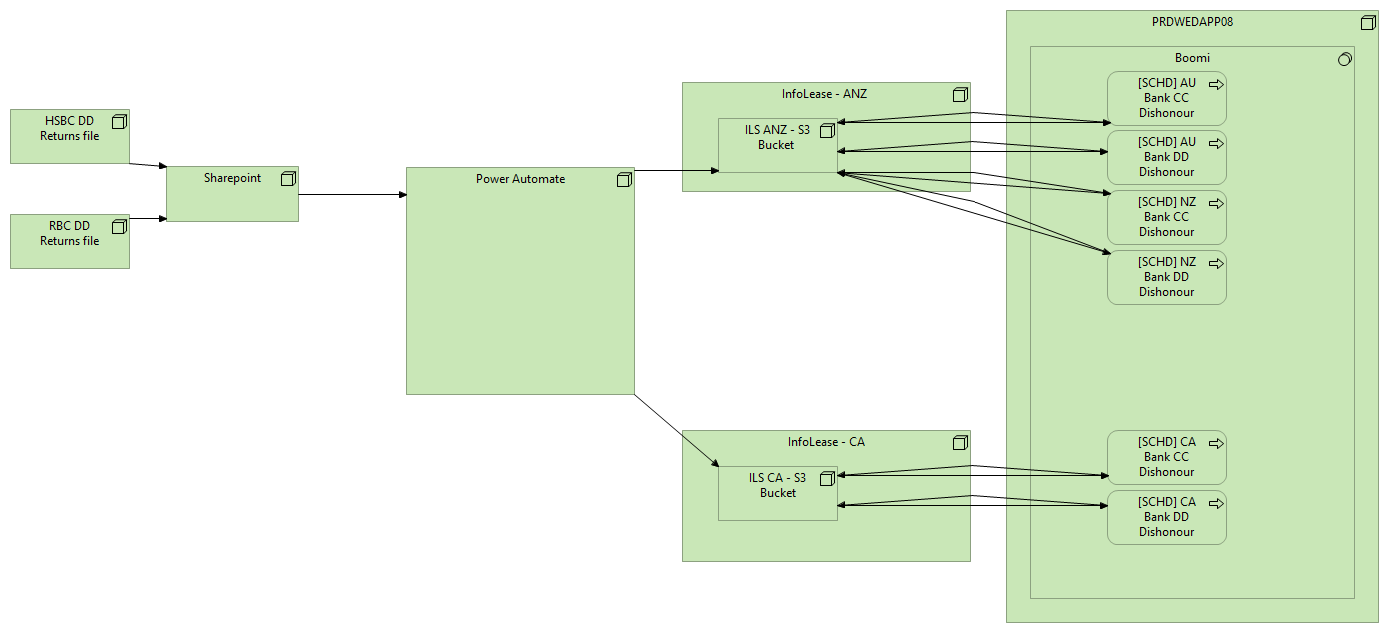 HSBC DD
Returns file
RBC DD
Returns file
Sharepoint
Power Automate
InfoLease - ANZ
ILS ANZ - S3
Bucket
InfoLease - CA
ILS CA - S3
Bucket
PRDWEDAPP08
Boomi
[SCHD] AU
Bank CC
Dishonour
[SCHD] AU
Bank DD
Dishonour
[SCHD] NZ
Bank CC
Dishonour
[SCHD] NZ
Bank DD
Dishonour
[SCHD] CA
Bank CC
Dishonour
[SCHD] CA
Bank DD
Dishonour